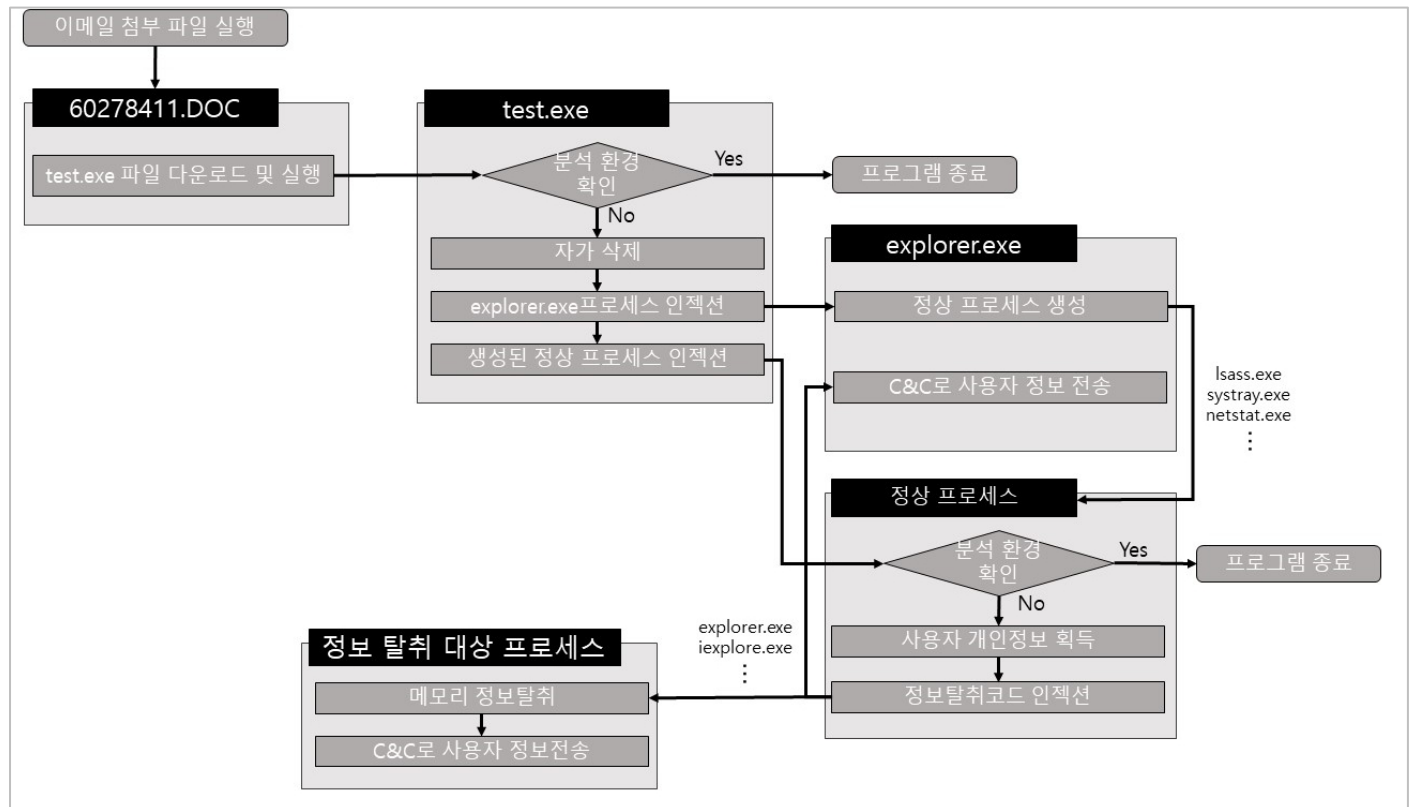 이메일 첨부 파일 실행
60278411.DOC
test.exe 파일 다운로드 및 실행
test.exe
분석 환경
확인
Yes
프로그램 종료
No
자가 삭제
explorer.exe프로세스 인젝션
생성된 정상 프로세스 인젝션
explorer.exe
정상 프로세스 생성
C&C로 사용자 정보 전송
lsass.exe
systray.exe
netstat.exe
⋮
정상 프로세스
분석 환경
확인
Yes
프로그램 종료
No
사용자 개인정보 획득
정보탈취코드 인젝션
explorer.exe
iexplore.exe
⋮
정보 탈취 대상 프로세스
메모리 정보탈취
C&C로 사용자 정보전송